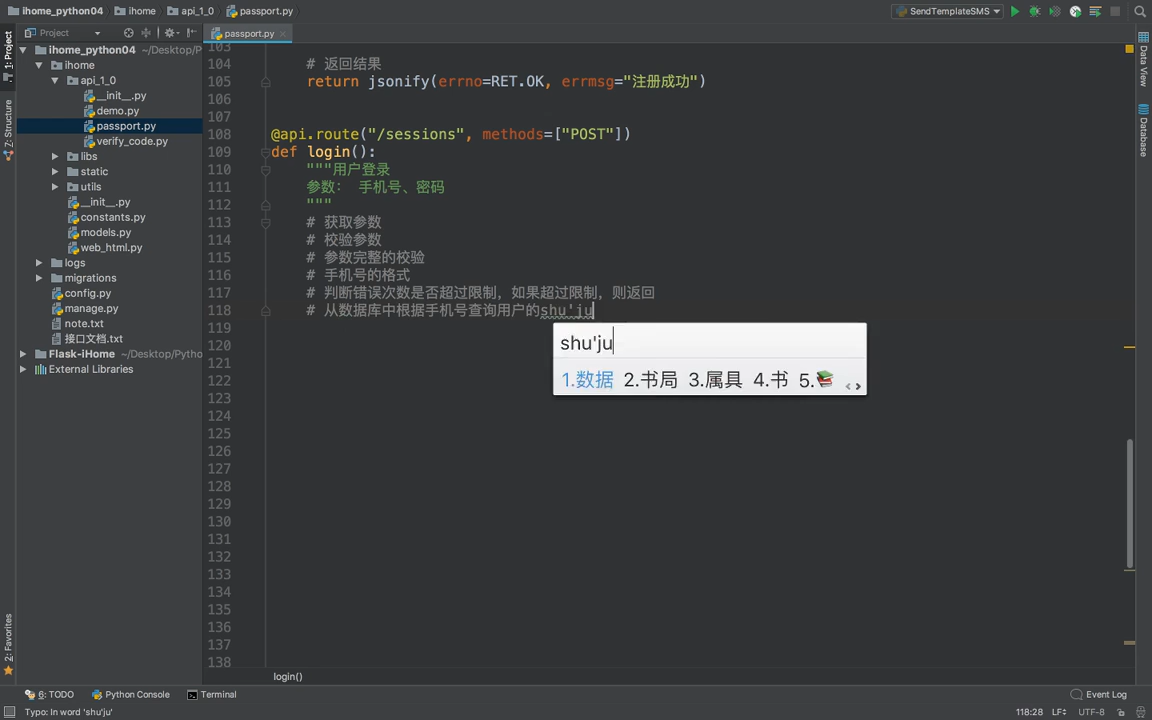 ihome_python04 ihome api_1_0 passport.py SendTemplateSMS
Project passport.py
ihome_python04 ~/Desktop/P
ihome
api_1_0
__init__.py
demo.py
passport.py
verify_code.py
libs
static
utils
__init__.py
constants.py
models.py
web_html.py
logs
migrations
config.py
manage.py
note.txt
接口文档.txt
Flask-iHome ~/Desktop/Pytho
External Libraries
1: Project
7: Structure
2: Favorites
Data View
Database
103
104 # 返回结果
105 return jsonify(errno=RET.OK, errmsg="注册成功")
106
107
108 @api.route("/sessions", methods=["POST"])
109 def login():
110 """用户登录
111 参数： 手机号、密码
112 """
113 # 获取参数
114 # 校验参数
115 # 参数完整的校验
116 # 手机号的格式
117 # 判断错误次数是否超过限制，如果超过限制，则返回
118 # 从数据库中根据手机号查询用户的shu'ju
119
120
121
122
123
124
125
126
127
128
129
130
131
132
133
134
135
136
137
138
shu'ju
1.数据 2.书局 3.属具 4.书 5.📚
login()
6: TODO Python Console Terminal Event Log
Typo: In word 'shu'ju' 118:28 LF÷ UTF-8